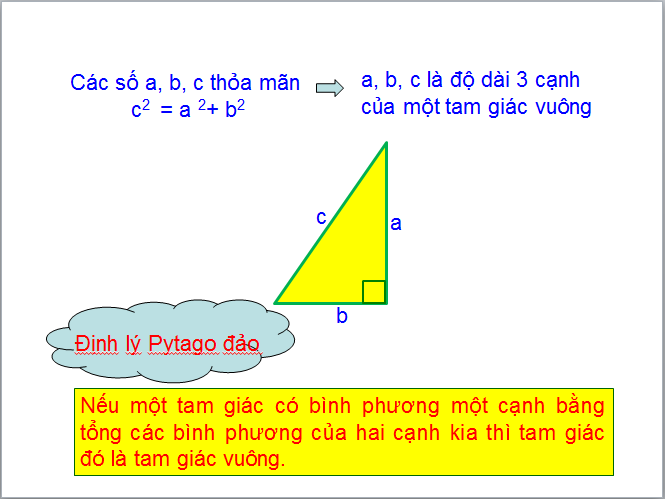 Các số a, b, c thỏa mãn
c² = a ²+ b²
a, b, c là độ dài 3 cạnh
của một tam giác vuông
c
a
b
Định lý Pytago đảo
Nếu một tam giác có bình phương một cạnh bằng
tổng các bình phương của hai cạnh kia thì tam giác
đó là tam giác vuông.